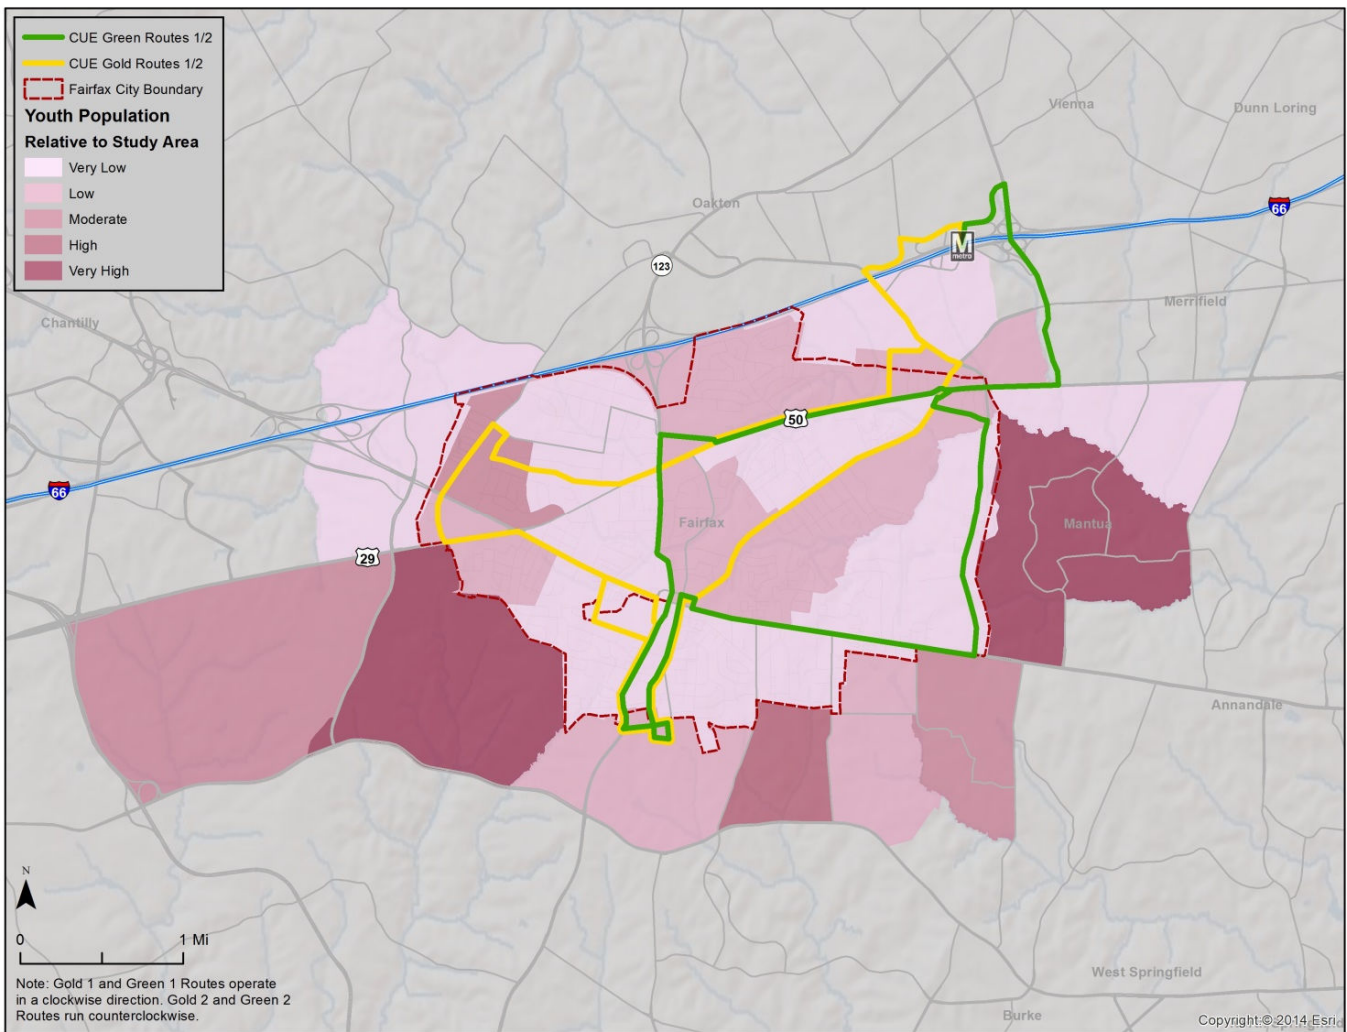 CUE Green Routes 1/2
CUE Gold Routes 1/2
Fairfax City Boundary
Youth Population
Relative to Study Area
Very Low
Low
Moderate
High
Very High
Vienna
Dunn Loring
Oakton
66
M
metro
123
Merrifield
Chantilly
50
66
Fairfax
Mantua
29
Annandale
N
0 1 Mi
West Springfield
Note: Gold 1 and Green 1 Routes operate
in a clockwise direction. Gold 2 and Green 2
Routes run counterclockwise.
Burke
Copyright:© 2014 Esri